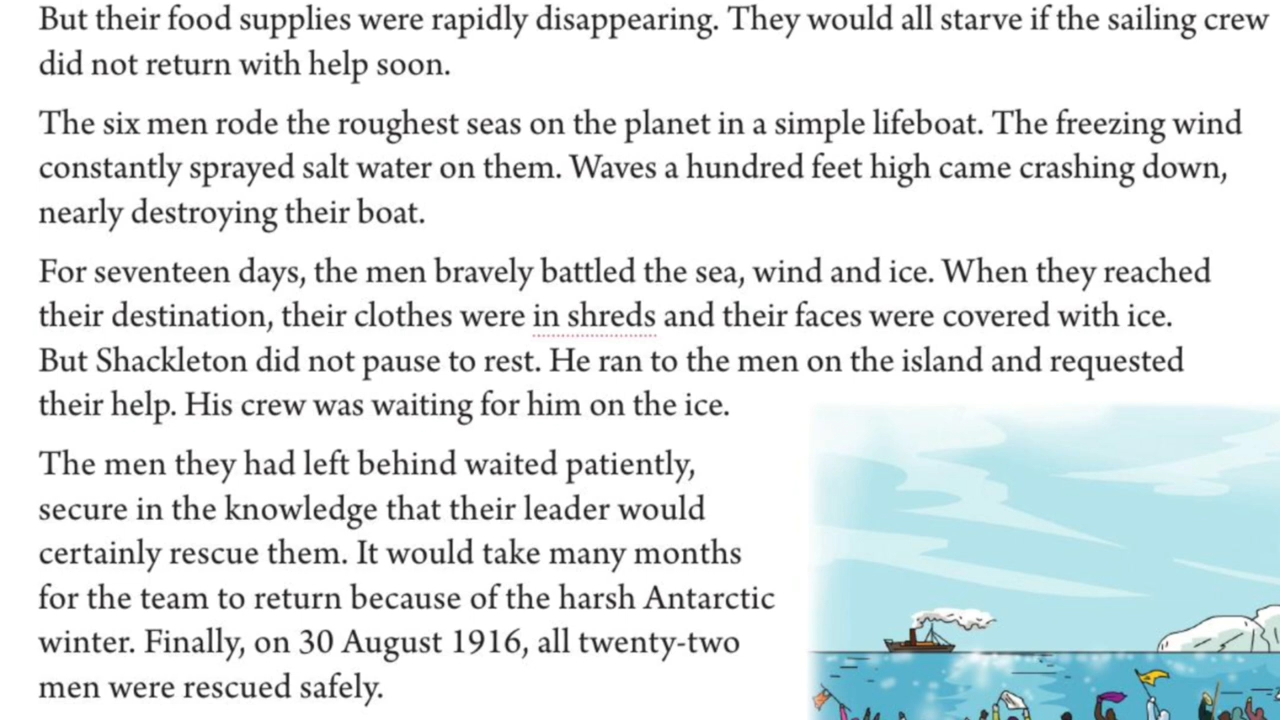 But their food supplies were rapidly disappearing. They would all starve if the sailing crew
did not return with help soon.
The six men rode the roughest seas on the planet in a simple lifeboat. The freezing wind
constantly sprayed salt water on them. Waves a hundred feet high came crashing down,
nearly destroying their boat.
For seventeen days, the men bravely battled the sea, wind and ice. When they reached
their destination, their clothes were in shreds and their faces were covered with ice.
But Shackleton did not pause to rest. He ran to the men on the island and requested
their help. His crew was waiting for him on the ice.
The men they had left behind waited patiently,
secure in the knowledge that their leader would
certainly rescue them. It would take many months
for the team to return because of the harsh Antarctic
winter. Finally, on 30 August 1916, all twenty-two
men were rescued safely.